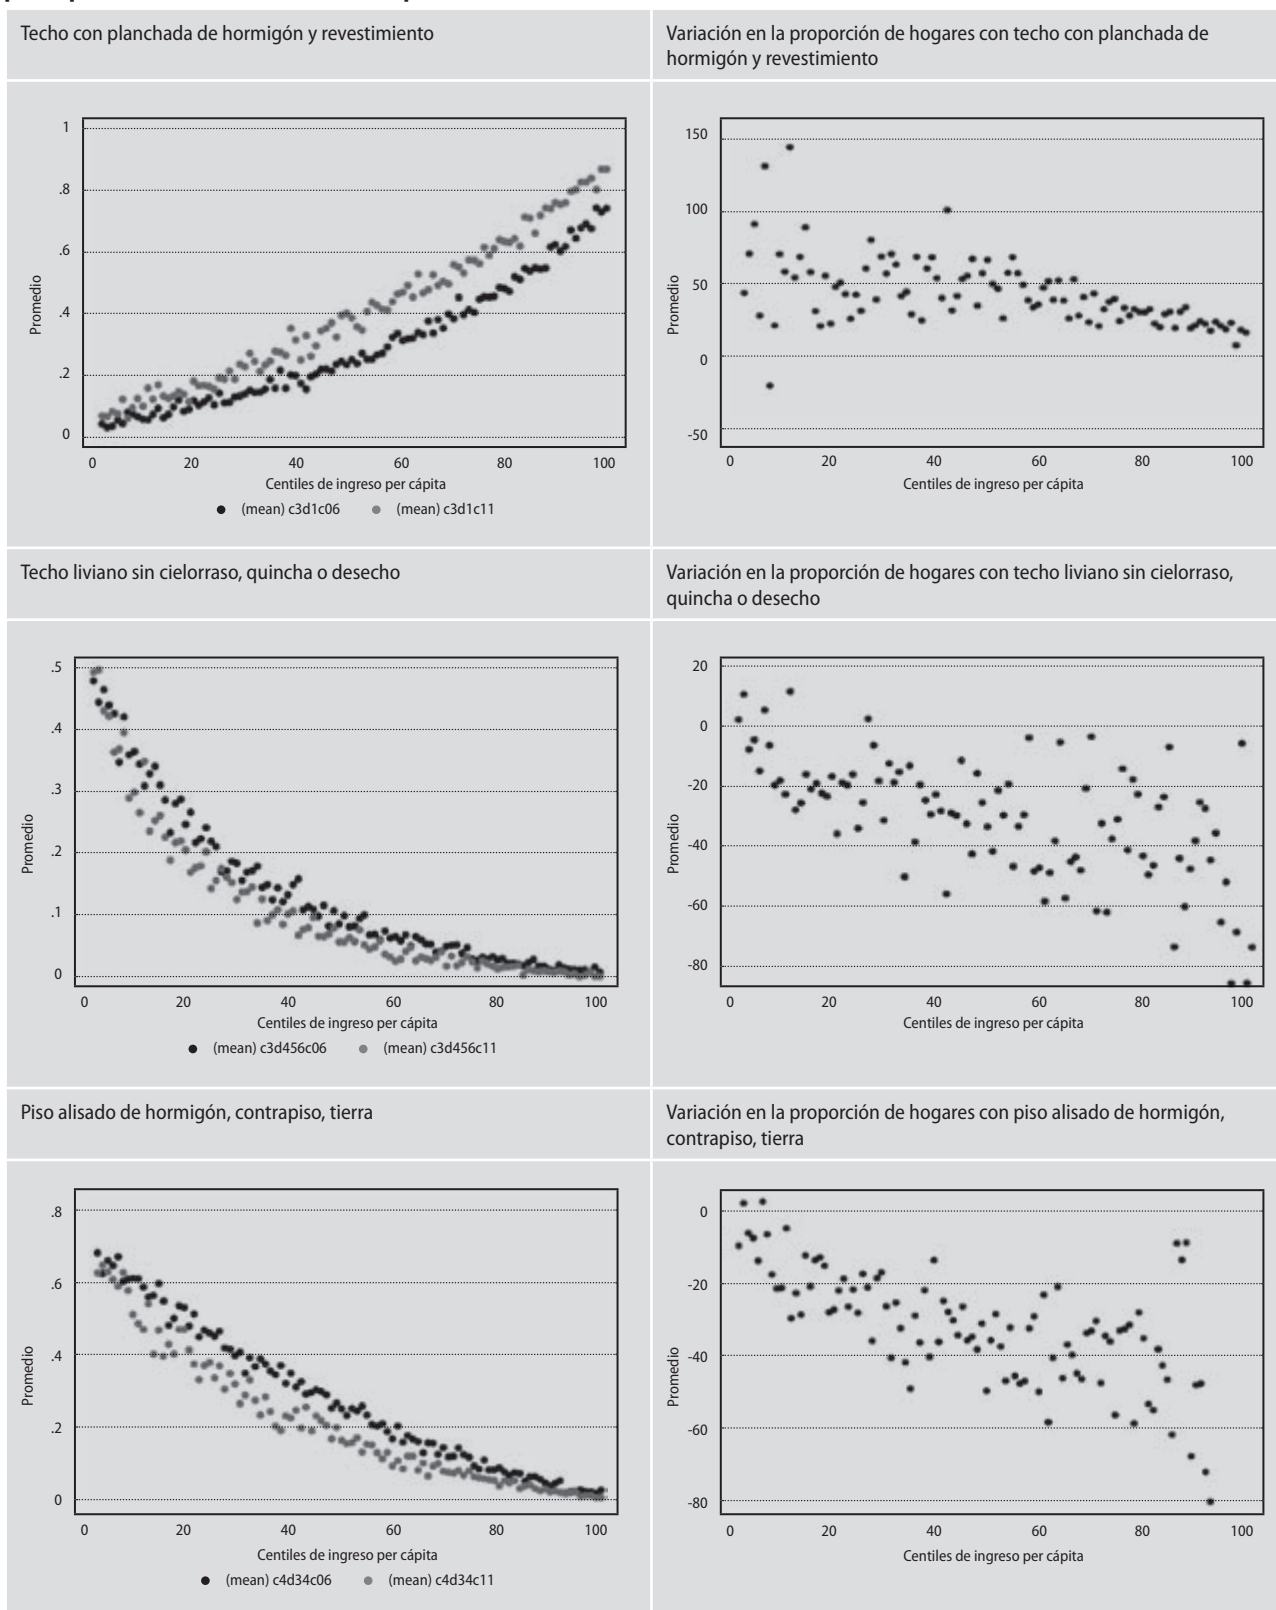 Techo con planchada de hormigón y revestimiento
Variación en la proporción de hogares con techo con planchada de
hormigón y revestimiento
1
.8
.6
.4
.2
0
Promedio
0 20 40 60 80 100
Centiles de ingreso per cápita
(mean) c3d1c06 (mean) c3d1c11
150
100
50
0
-50
Promedio
0 20 40 60 80 100
Centiles de ingreso per cápita
Techo liviano sin cielorraso, quincha o desecho
Variación en la proporción de hogares con techo liviano sin cielorraso,
quincha o desecho
.5
.4
.3
.2
.1
0
Promedio
0 20 40 60 80 100
Centiles de ingreso per cápita
(mean) c3d456c06 (mean) c3d456c11
20
0
-20
-40
-60
-80
Promedio
0 20 40 60 80 100
Centiles de ingreso per cápita
Piso alisado de hormigón, contrapiso, tierra
Variación en la proporción de hogares con piso alisado de hormigón,
contrapiso, tierra
.8
.6
.4
.2
0
Promedio
0 20 40 60 80 100
Centiles de ingreso per cápita
(mean) c4d34c06 (mean) c4d34c11
0
-20
-40
-60
-80
Promedio
0 20 40 60 80 100
Centiles de ingreso per cápita